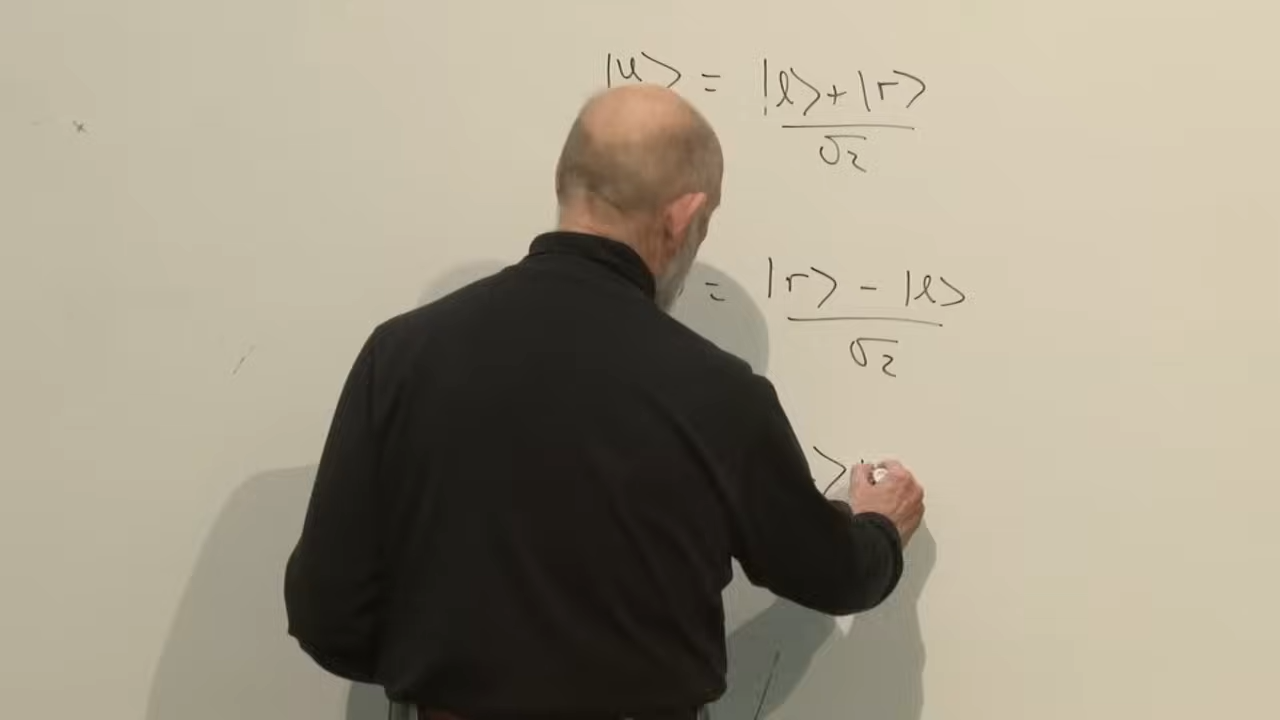 |u> = |l>+|r>
√2
= |r> - |l>
√2
>